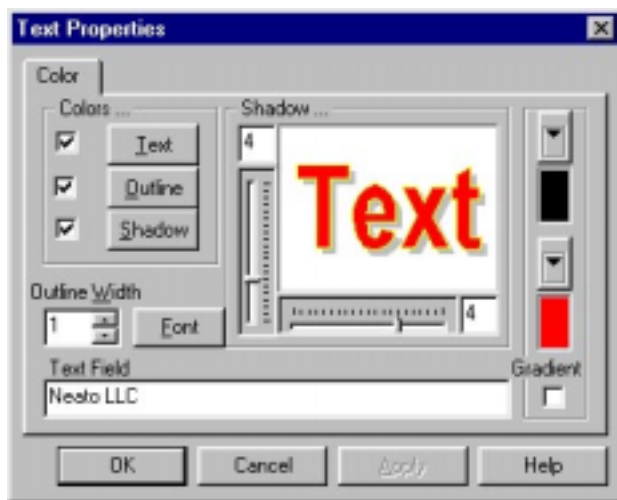 Text Properties
Color
Colors ...
Text
Outline
Shadow
Shadow ...
4
Text
4
Outline Width
1
Font
Gradient
Text Field
Neato LLC
OK
Cancel
Apply
Help